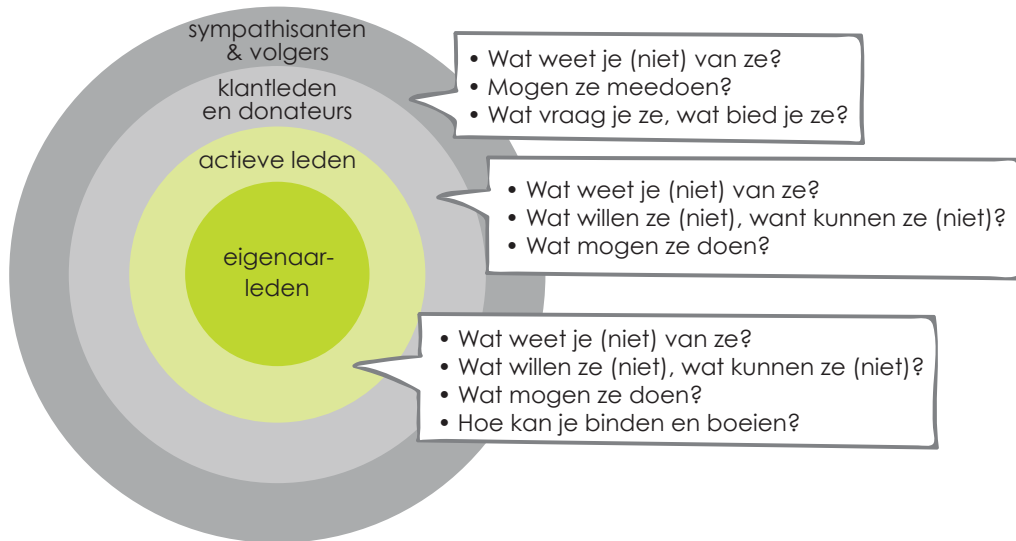 sympathisanten
& volgers
klantleden
en donateurs
actieve leden
eigenaar-
leden
• Wat weet je (niet) van ze?
• Mogen ze meedoen?
• Wat vraag je ze, wat bied je ze?
• Wat weet je (niet) van ze?
• Wat willen ze (niet), want kunnen ze (niet)?
• Wat mogen ze doen?
• Wat weet je (niet) van ze?
• Wat willen ze (niet), wat kunnen ze (niet)?
• Wat mogen ze doen?
• Hoe kan je binden en boeien?